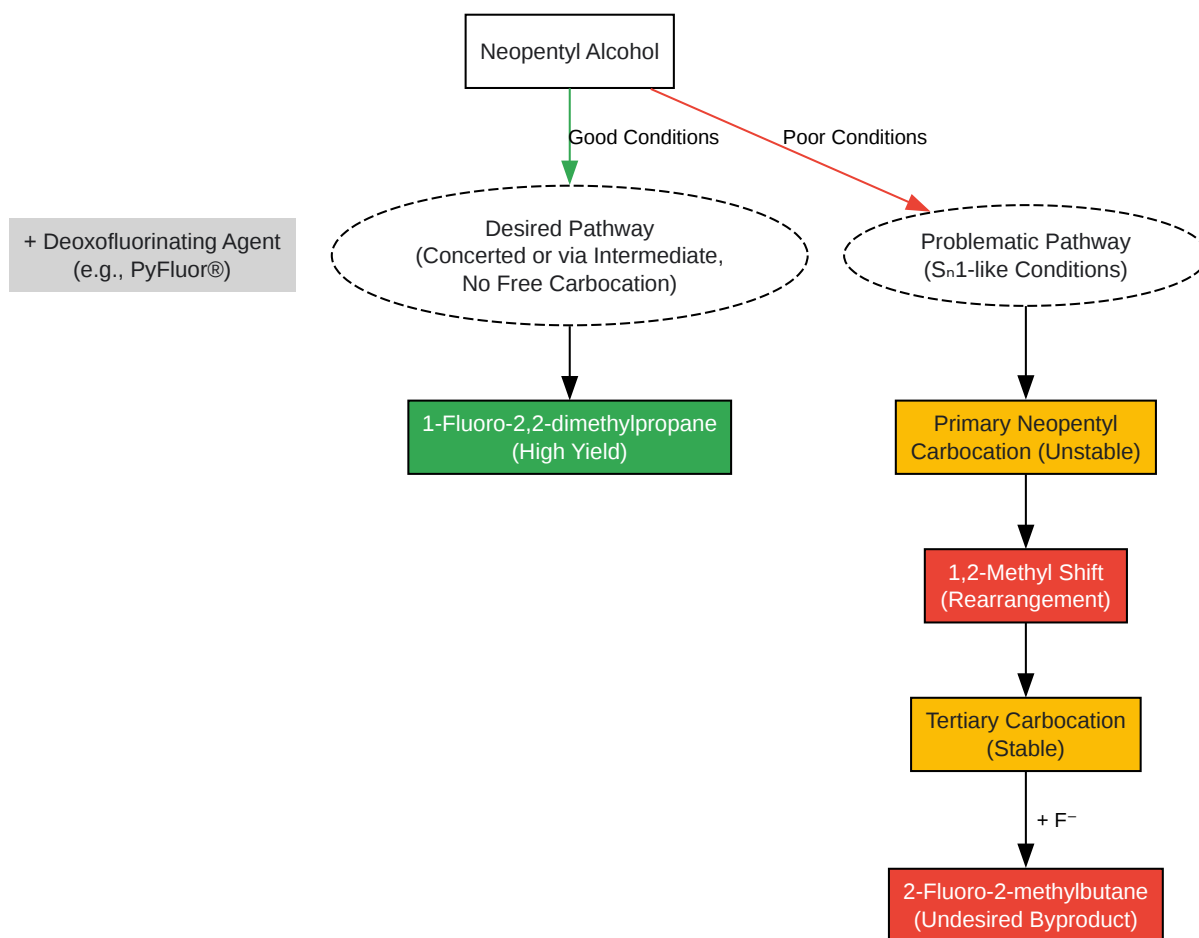 Neopentyl Alcohol
Good Conditions
Poor Conditions
+ Deoxofluorinating Agent
(e.g., PyFluor®)
Desired Pathway
(Concerted or via Intermediate,
No Free Carbocation)
Problematic Pathway
(Sₙ1-like Conditions)
1-Fluoro-2,2-dimethylpropane
(High Yield)
Primary Neopentyl
Carbocation (Unstable)
1,2-Methyl Shift
(Rearrangement)
Tertiary Carbocation
(Stable)
+ F⁻
2-Fluoro-2-methylbutane
(Undesired Byproduct)